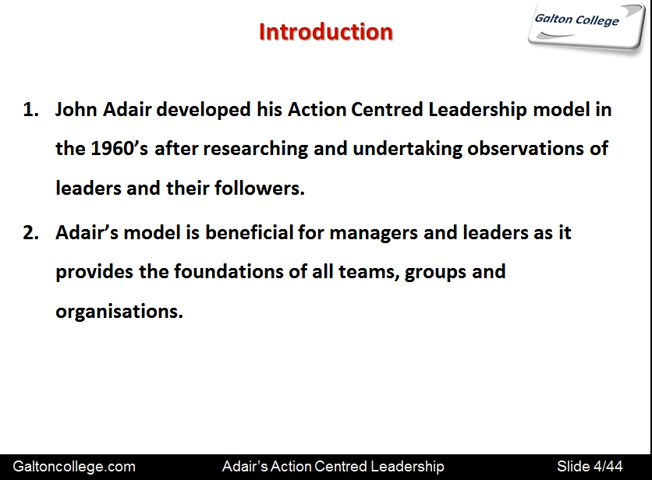 Introduction
Galton College
1. John Adair developed his Action Centred Leadership model in
the 1960’s after researching and undertaking observations of
leaders and their followers.
2. Adair’s model is beneficial for managers and leaders as it
provides the foundations of all teams, groups and
organisations.
Galtoncollege.com Adair’s Action Centred Leadership Slide 4/44